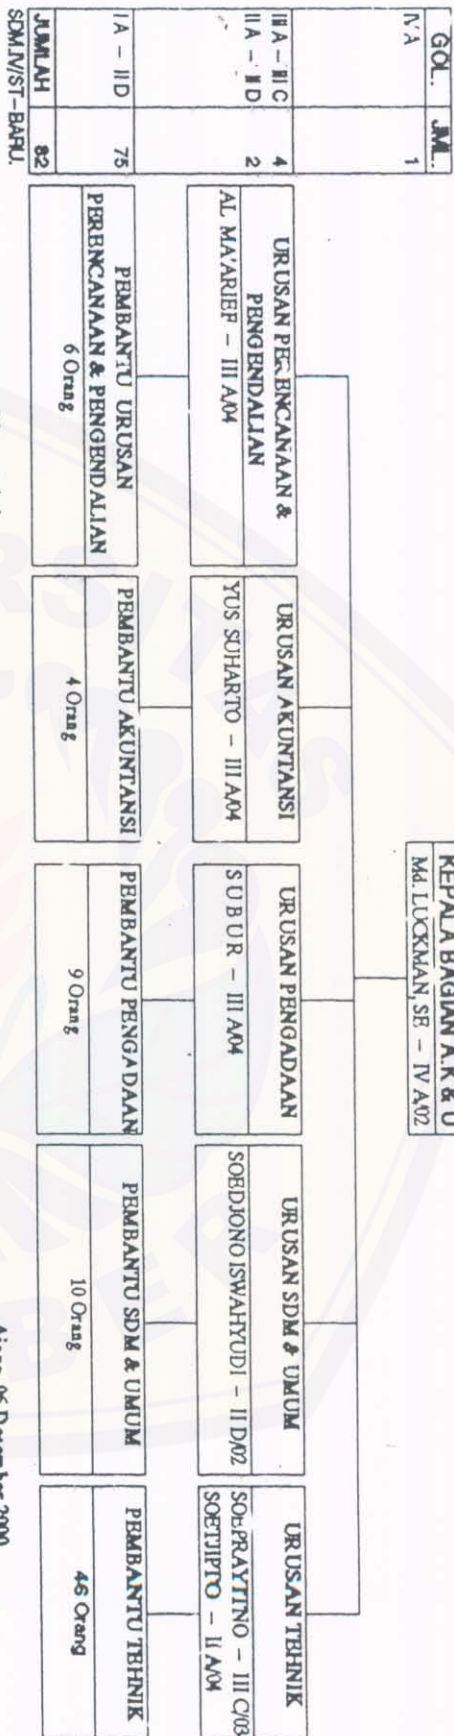 KEPALA BAGIAN A.K & U
Md. LUCKMAN, SE – IV A/02
GOL. JML.
IV A 1
III A – III C 4
II A – II D 2
I A – II D 75
JUMLAH 82
SDM.IV/ST-BARU.
URUSAN PERENCANAAN &
PENGENDALIAN
AL MA'ARIEF – III A/04
URUSAN AKUNTANSI
YUS SUHARTO – III A/04
URUSAN PENGADAAN
S U B U R – III A/04
URUSAN SDM & UMUM
SOEDJONO ISWAHYUDI – II D/02
URUSAN TEHNIK
SOEPRAYITNO – III C/03
SOETJIPTO – II A/04
PEMBANTU URUSAN
PERENCANAAN & PENGENDALIAN
6 Orang
PEMBANTU AKUNTANSI
4 Orang
PEMBANTU PENGADAAN
9 Orang
PEMBANTU SDM & UMUM
10 Orang
PEMBANTU TEHNIK
46 Orang
06 Desember 2000